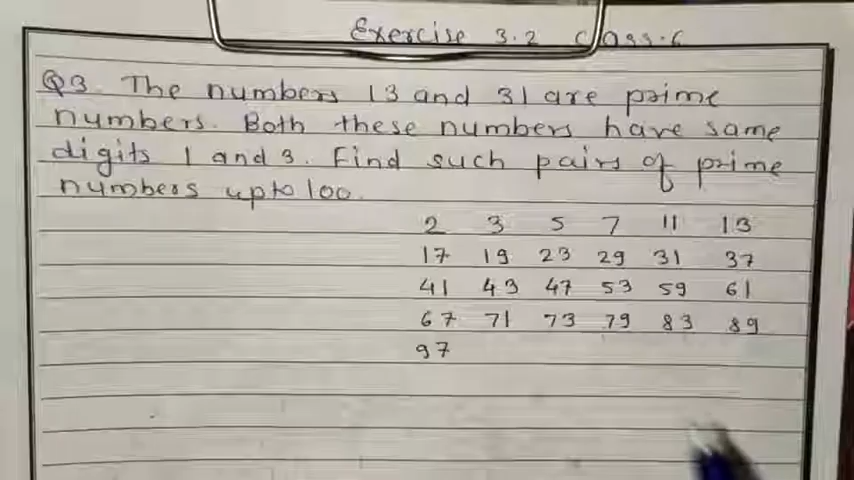 Exercise 3.2 Class-6
Q3. The numbers 13 and 31 are prime
numbers. Both these numbers have same
digits 1 and 3. Find such pairs of prime
numbers upto 100.
2 3 5 7 11 13
17 19 23 29 31 37
41 43 47 53 59 61
67 71 73 79 83 89
97